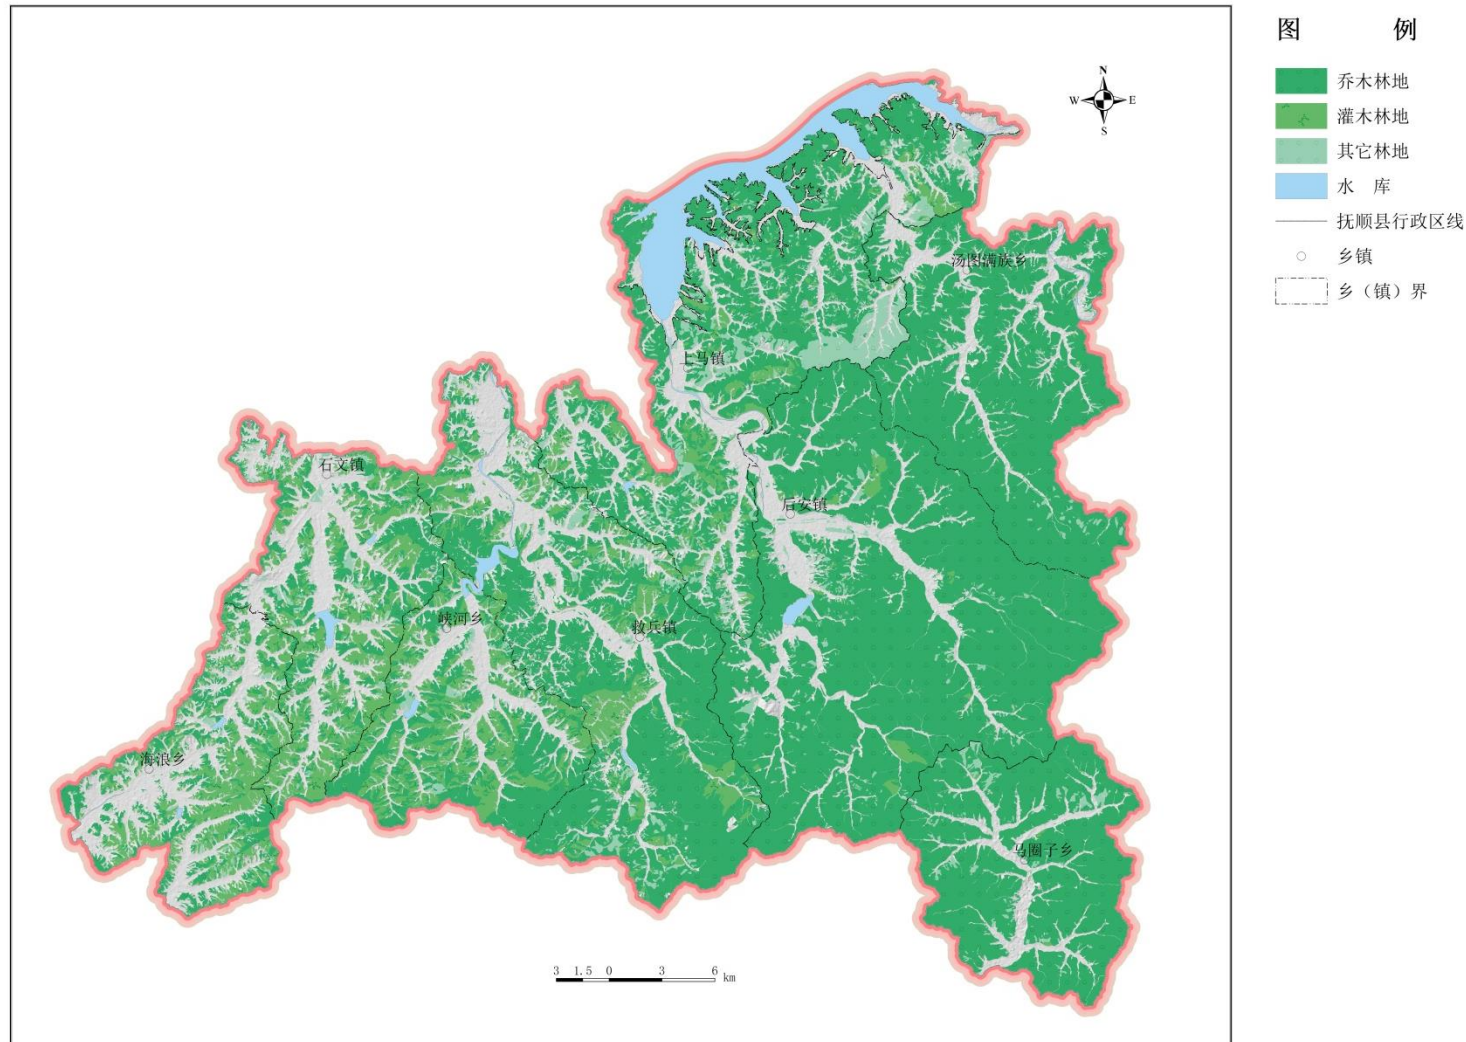 图 例
乔木林地
灌木林地
其它林地
水 库
抚顺县行政区线
乡镇
乡（镇）界
N
W E
S
汤图满族乡
上马镇
石文镇
后安镇
峡河乡
救兵镇
海浪乡
马圈子乡
3 1.5 0 3 6 km